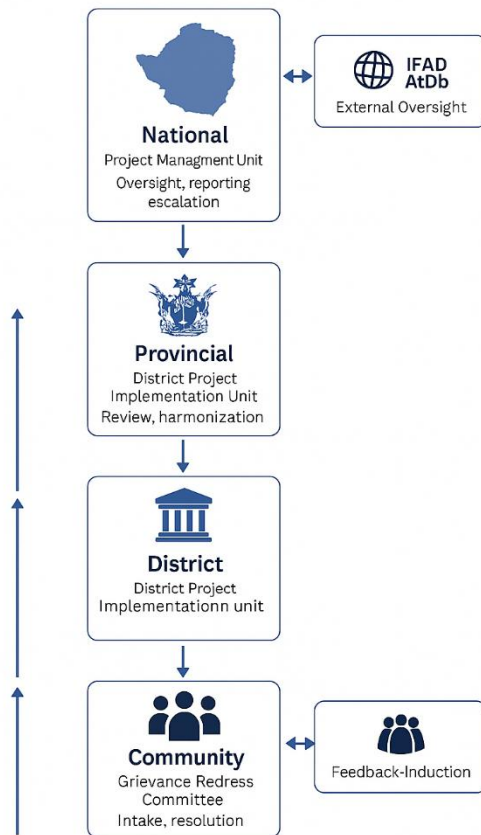 National
Project Managment Unit
Oversight, reporting
escalation
IFAD
AtDb
External Oversight
Provincial
District Project
Implementation Unit
Review, harmonization
District
District Project
Implementationn unit
Community
Grievance Redress
Committee
Intake, resolution
Feedback-Induction